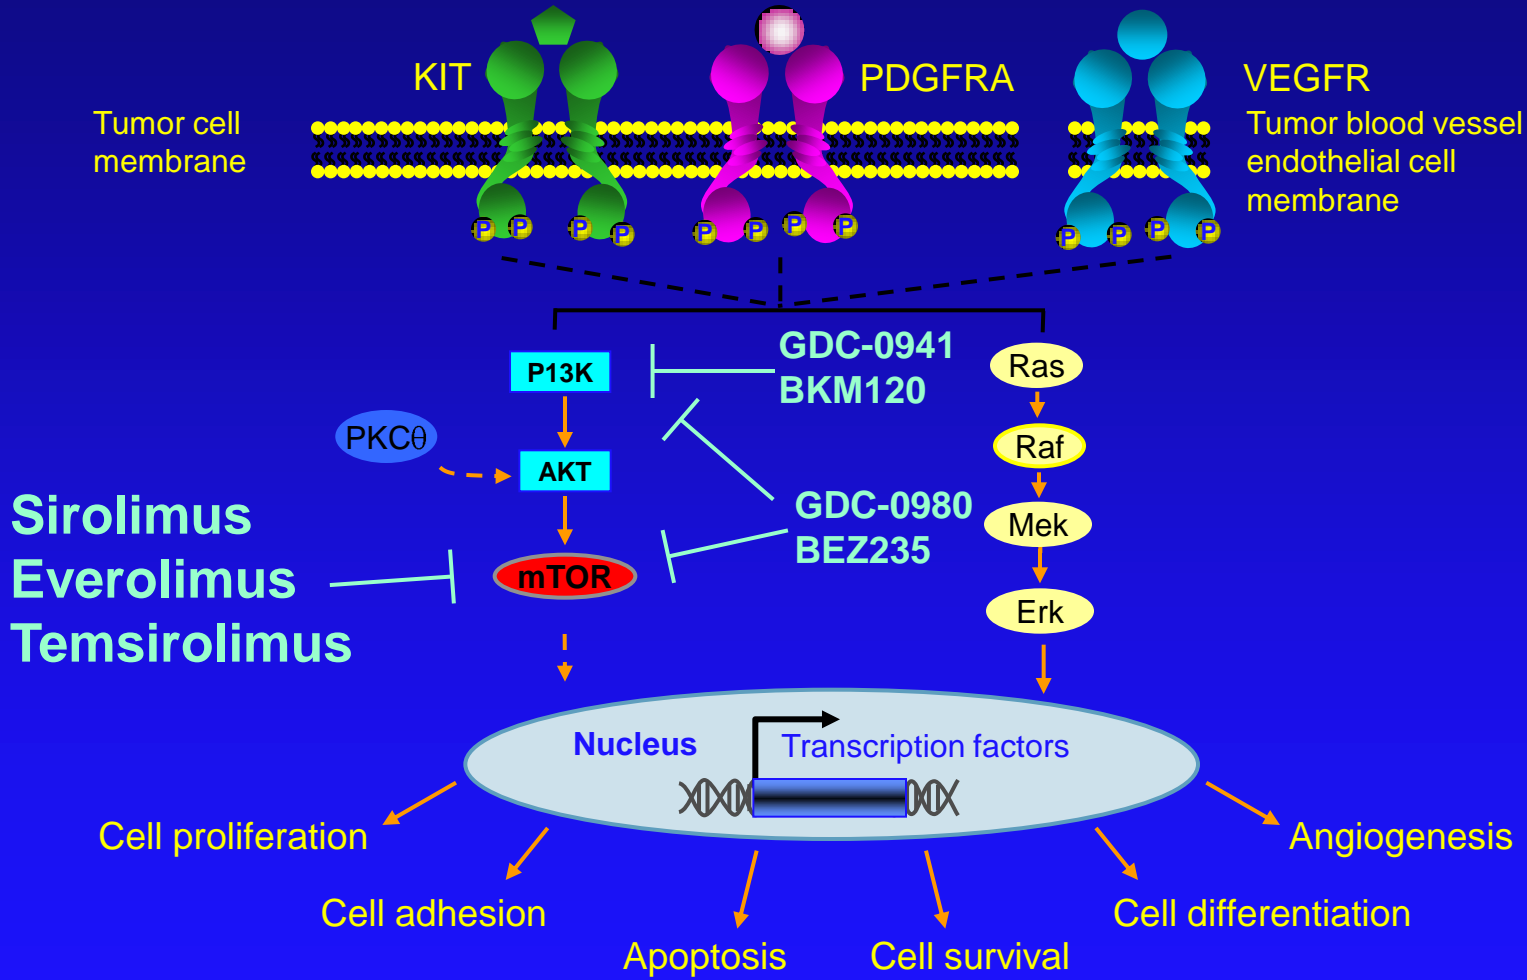 KIT
PDGFRA
VEGFR
Tumor cell
membrane
Tumor blood vessel
endothelial cell
membrane
P P P P
P P P P
P P P P
GDC-0941
BKM120
P13K
Ras
PKCθ
Raf
AKT
Sirolimus
Everolimus
Temsirolimus
GDC-0980
BEZ235
Mek
mTOR
Erk
Nucleus
Transcription factors
Cell proliferation
Angiogenesis
Cell adhesion
Cell differentiation
Apoptosis
Cell survival